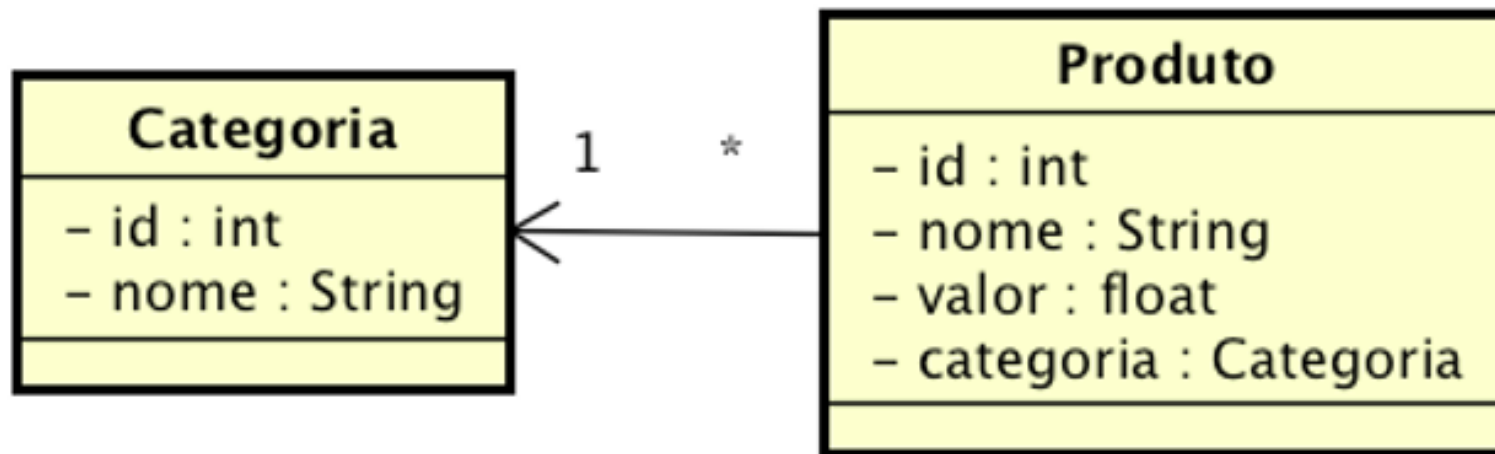 Categoria
– id : int
– nome : String
1
*
Produto
– id : int
– nome : String
– valor : float
– categoria : Categoria